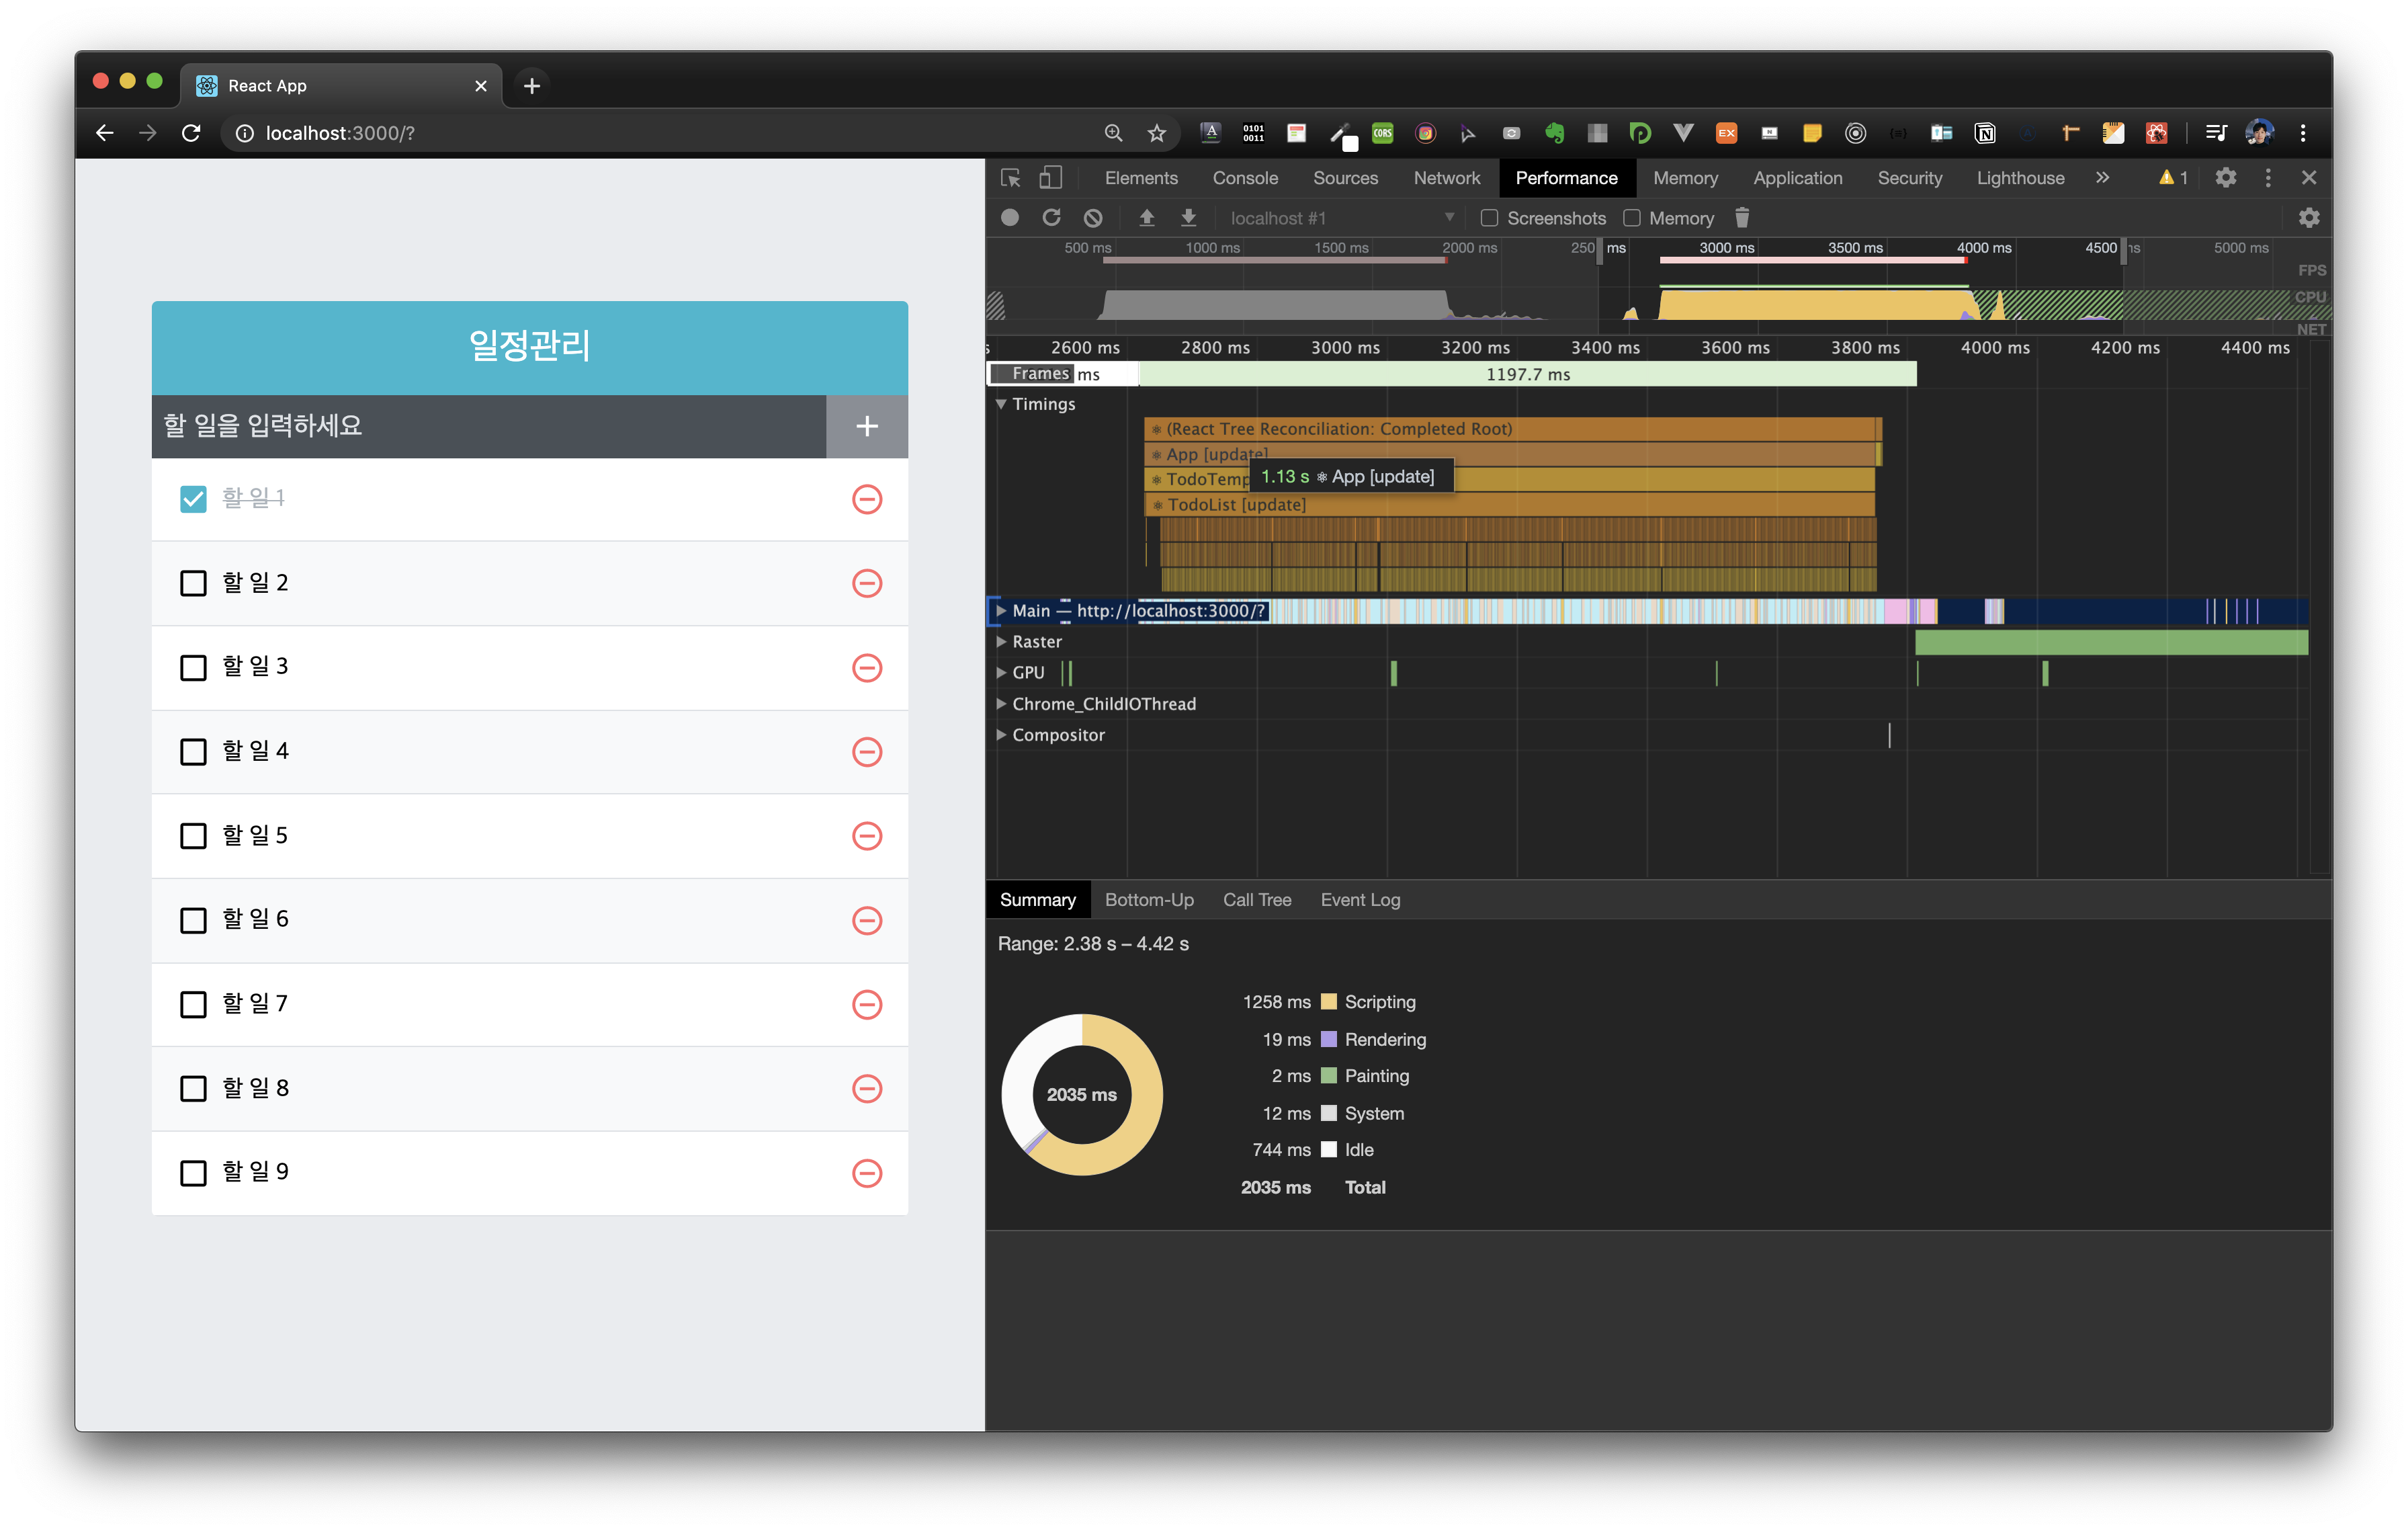 React App
localhost:3000/?
일정관리
할 일을 입력하세요
할 일 1
할 일 2
할 일 3
할 일 4
할 일 5
할 일 6
할 일 7
할 일 8
할 일 9
Elements Console Sources Network Performance Memory Application Security Lighthouse 1
localhost #1 Screenshots Memory
500 ms 1000 ms 1500 ms 2000 ms 250 ms 3000 ms 3500 ms 4000 ms 4500 ns 5000 ms
FPS
CPU
NET
2600 ms 2800 ms 3000 ms 3200 ms 3400 ms 3600 ms 3800 ms 4000 ms 4200 ms 4400 ms
Frames ms 1197.7 ms
Timings
(React Tree Reconciliation: Completed Root)
App [update]
TodoTemp
1.13 s App [update]
TodoList [update]
Main — http://localhost:3000/?
Raster
GPU
Chrome_ChildIOThread
Compositor
Summary Bottom-Up Call Tree Event Log
Range: 2.38 s – 4.42 s
2035 ms
1258 ms Scripting
19 ms Rendering
2 ms Painting
12 ms System
744 ms Idle
2035 ms Total